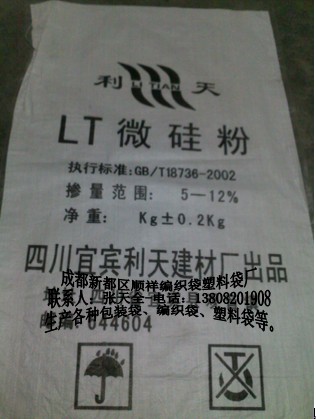 利 LI TIAN 天
LT微硅粉
执行标准:GB/T18736-2002
掺量范围: 5—12%
净重: Kg±0.2Kg
四川宜宾利天建材厂出品
成都新都区顺祥编织袋塑料袋厂
联系人:张天全 电话:13808201908
生产各种包装袋、编织袋、塑料袋等。
644604